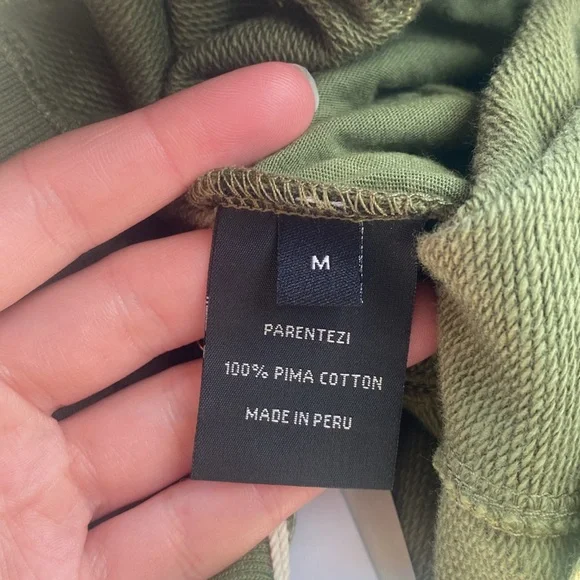 M
PARENTEZI
100% PIMA COTTON
MADE IN PERU